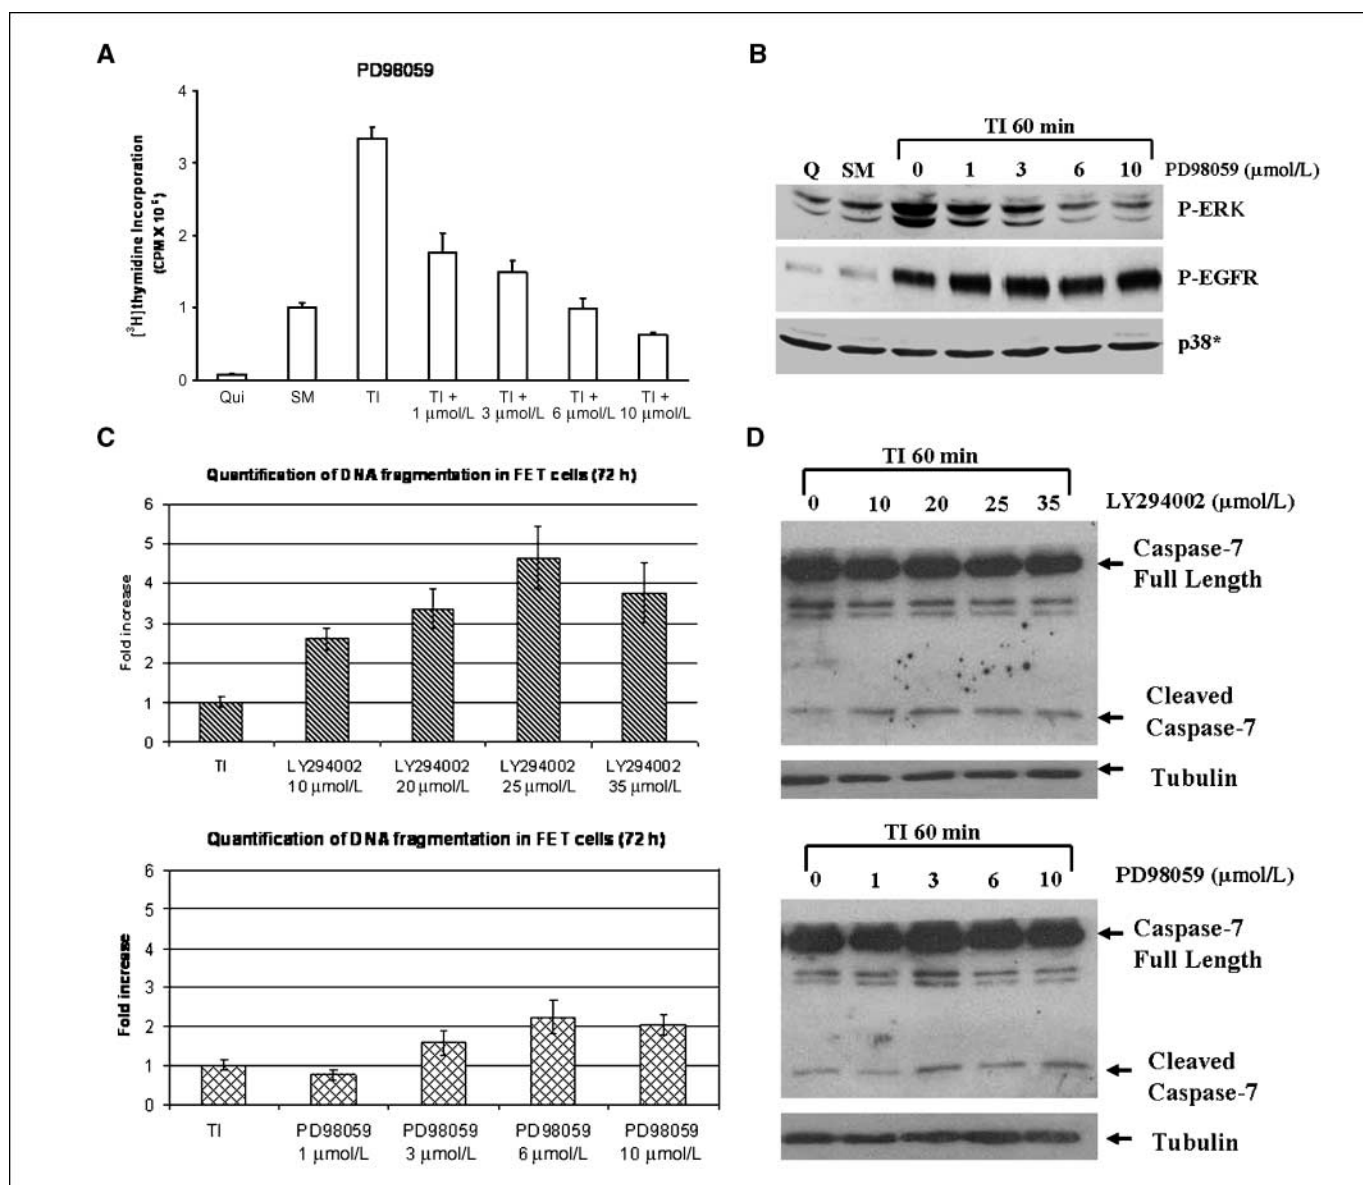 A
PD98059
[³H]thymidine Incorporation
(CPM X 10⁻⁵)
4
3
2
1
0
Qui SM TI TI + TI + TI + TI +
1 μmol/L 3 μmol/L 6 μmol/L 10 μmol/L
B
TI 60 min
Q SM 0 1 3 6 10 PD98059 (μmol/L)
P-ERK
P-EGFR
p38*
C
Quantification of DNA fragmentation in FET cells (72 h)
Fold increase
6
5
4
3
2
1
0
TI LY294002 LY294002 LY294002 LY294002
10 μmol/L 20 μmol/L 25 μmol/L 35 μmol/L
Quantification of DNA fragmentation in FET cells (72 h)
Fold increase
6
5
4
3
2
1
0
TI PD98059 PD98059 PD98059 PD98059
1 μmol/L 3 μmol/L 6 μmol/L 10 μmol/L
D
TI 60 min
0 10 20 25 35 LY294002 (μmol/L)
Caspase-7
Full Length
Cleaved
Caspase-7
Tubulin
TI 60 min
0 1 3 6 10 PD98059 (μmol/L)
Caspase-7
Full Length
Cleaved
Caspase-7
Tubulin